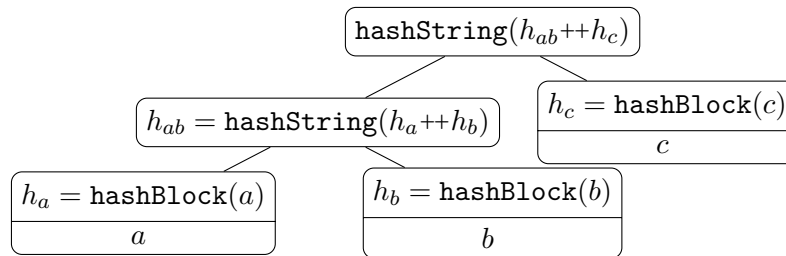 hashString(h_ab++h_c)
h_ab = hashString(h_a++h_b)
h_c = hashBlock(c)
c
h_a = hashBlock(a)
a
h_b = hashBlock(b)
b